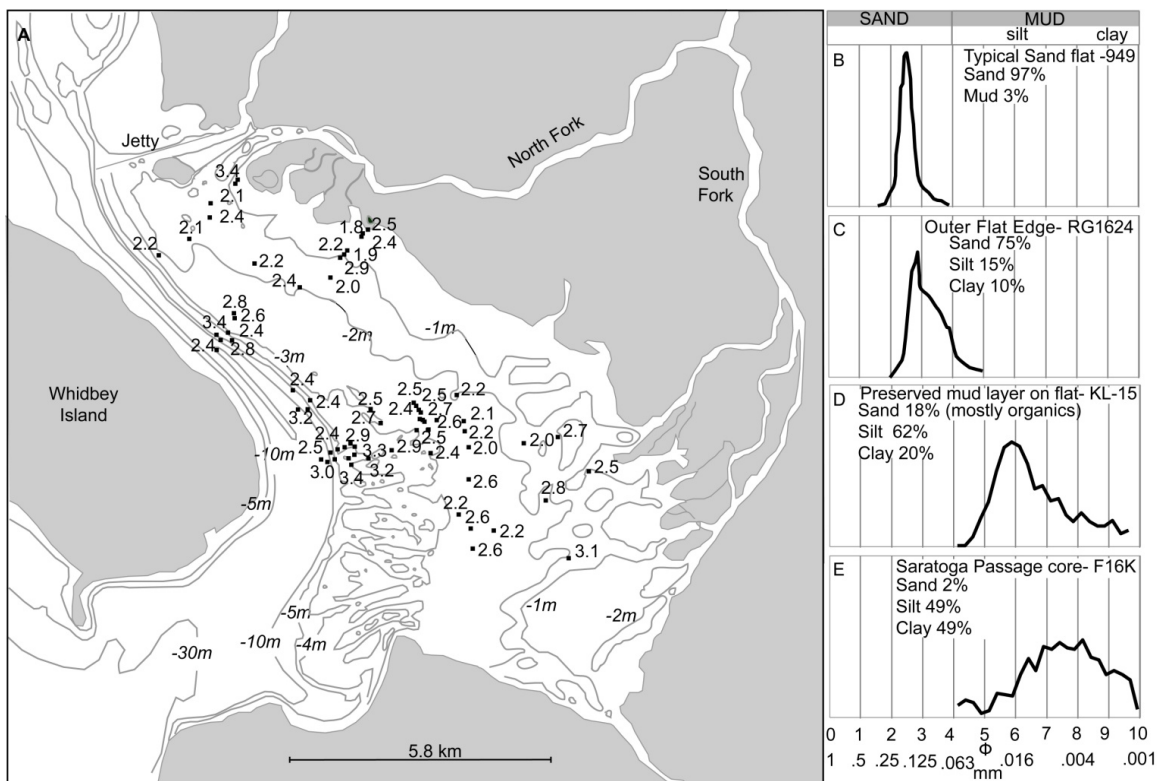 A
Jetty
North Fork
South
Fork
Whidbey
Island
3.4
2.1
2.4
2.1
2.2
2.2
1.8
2.5
2.4
2.2
1.9
2.9
2.0
2.4
-1m
-2m
2.8
2.6
3.4
2.4
2.4
2.8
-3m
2.4
2.4
3.2
2.5
2.7
2.5
2.5
2.4
2.7
2.6
2.5
2.2
2.1
2.2
2.0
2.4
2.9
2.4
2.9
2.5
3.3
3.0
3.4
3.2
-10m
-5m
2.0
2.7
2.5
2.8
2.6
2.2
2.6
2.2
2.6
3.1
-1m
-2m
-5m
-10m
-4m
-30m
5.8 km
SAND MUD
silt clay
B
Typical Sand flat -949
Sand 97%
Mud 3%
C
Outer Flat Edge- RG1624
Sand 75%
Silt 15%
Clay 10%
D
Preserved mud layer on flat- KL-15
Sand 18% (mostly organics)
Silt 62%
Clay 20%
E
Saratoga Passage core- F16K
Sand 2%
Silt 49%
Clay 49%
0 1 2 3 4 5 6 7 8 9 10
Φ
1 .5 .25 .125 .063 .016 .004 .001
mm